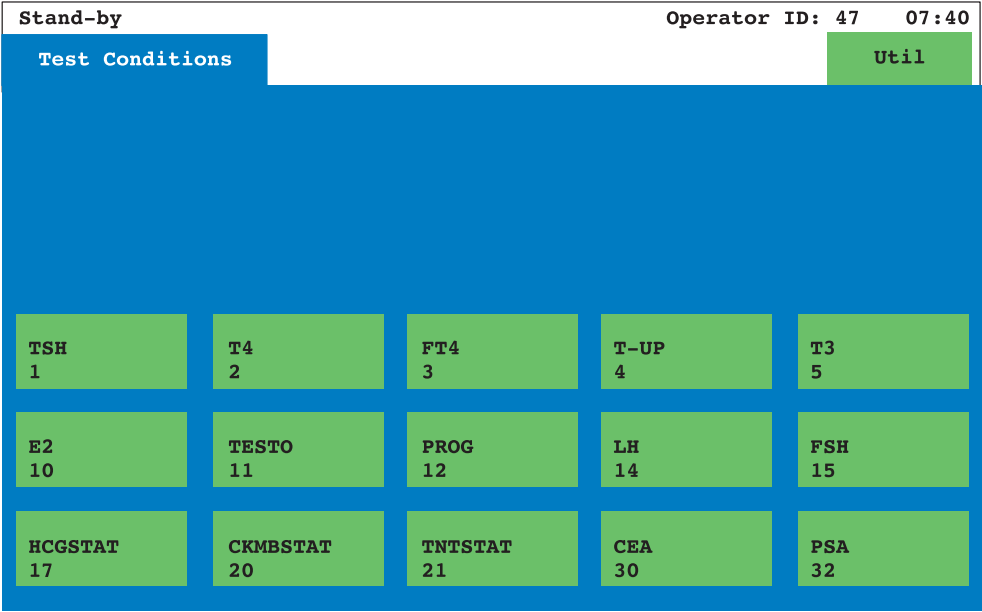 Stand-by Operator ID: 47 07:40
Test Conditions Util
TSH T4 FT4 T-UP T3
1 2 3 4 5
E2 TESTO PROG LH FSH
10 11 12 14 15
HCGSTAT CKMBSTAT TNTSTAT CEA PSA
17 20 21 30 32